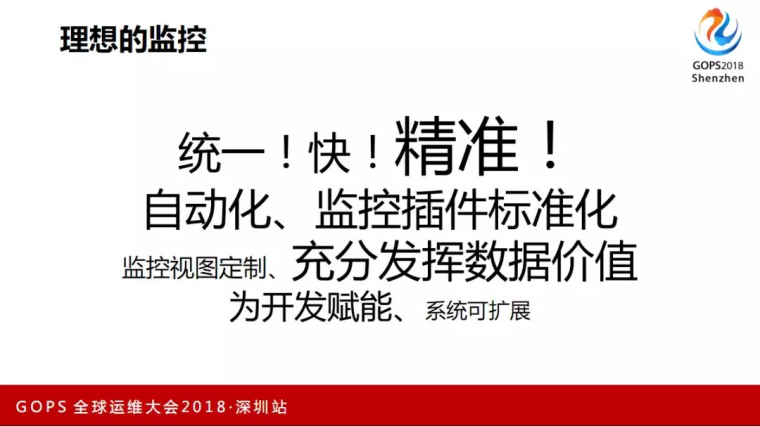 理想的监控
GOPS2018
Shenzhen
统一！快！精准！
自动化、监控插件标准化
监控视图定制、充分发挥数据价值
为开发赋能、系统可扩展
GOPS 全球运维大会2018·深圳站